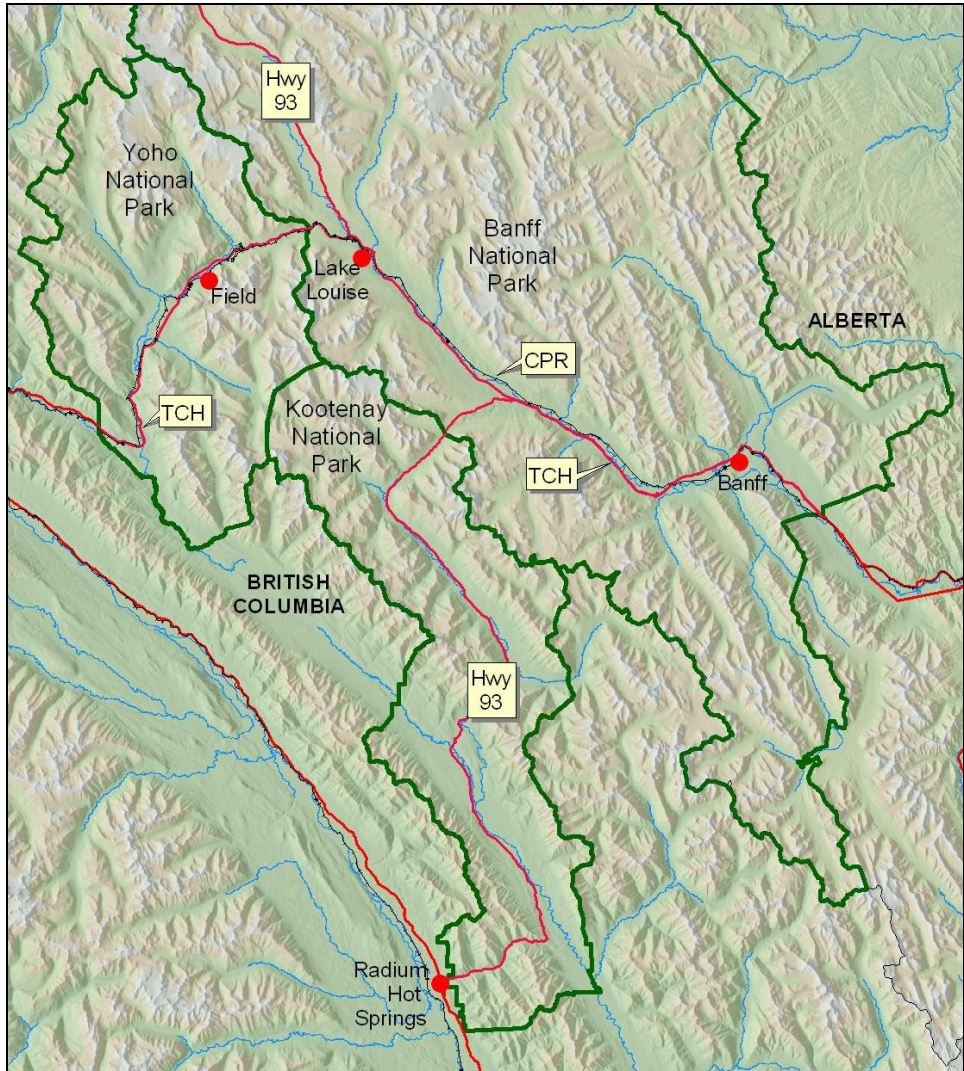 Hwy
93
Yoho
National
Park
Banff
National
Park
Lake
Louise
Field
ALBERTA
CPR
TCH
Kootenay
National
Park
TCH
Banff
BRITISH
COLUMBIA
Hwy
93
Radium
Hot
Springs